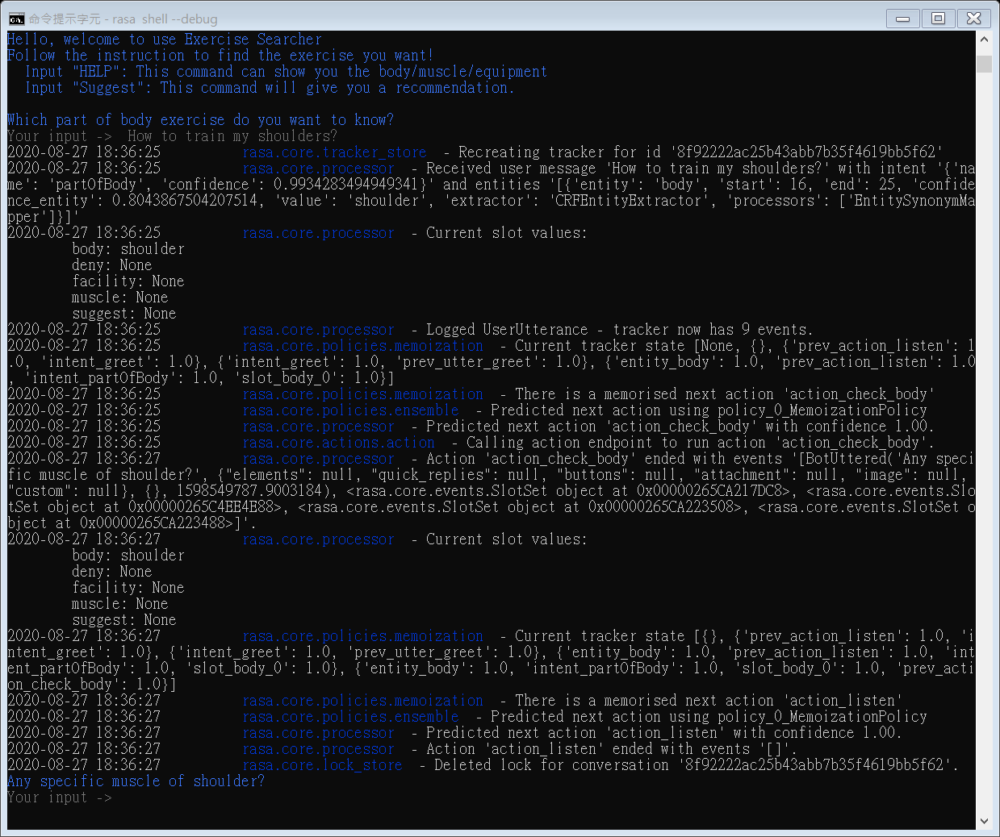 命令提示字元 - rasa  shell --debug
Hello, welcome to use Exercise Searcher
Follow the instruction to find the exercise you want!
  Input "HELP": This command can show you the body/muscle/equipment
  Input "Suggest": This command will give you a recommendation.
Which part of body exercise do you want to know?
Your input ->  How to train my shoulders?
2020-08-27 18:36:25          rasa.core.tracker_store  - Recreating tracker for id '8f92222ac25b43abb7b35f4619bb5f62'
2020-08-27 18:36:25          rasa.core.processor  - Received user message 'How to train my shoulders?' with intent '{'na
me': 'partOfBody', 'confidence': 0.9934283494949341}' and entities '[{'entity': 'body', 'start': 16, 'end': 25, 'confide
nce_entity': 0.8043867504207514, 'value': 'shoulder', 'extractor': 'CRFEntityExtractor', 'processors': ['EntitySynonymMa
pper']}]'
2020-08-27 18:36:25          rasa.core.processor  - Current slot values:
        body: shoulder
        deny: None
        facility: None
        muscle: None
        suggest: None
2020-08-27 18:36:25          rasa.core.processor  - Logged UserUtterance - tracker now has 9 events.
2020-08-27 18:36:25          rasa.core.policies.memoization  - Current tracker state [None, {}, {'prev_action_listen': 1
.0, 'intent_greet': 1.0}, {'intent_greet': 1.0, 'prev_utter_greet': 1.0}, {'entity_body': 1.0, 'prev_action_listen': 1.0
, 'intent_partOfBody': 1.0, 'slot_body_0': 1.0}]
2020-08-27 18:36:25          rasa.core.policies.memoization  - There is a memorised next action 'action_check_body'
2020-08-27 18:36:25          rasa.core.policies.ensemble  - Predicted next action using policy_0_MemoizationPolicy
2020-08-27 18:36:25          rasa.core.processor  - Predicted next action 'action_check_body' with confidence 1.00.
2020-08-27 18:36:25          rasa.core.actions.action  - Calling action endpoint to run action 'action_check_body'.
2020-08-27 18:36:27          rasa.core.processor  - Action 'action_check_body' ended with events '[BotUttered('Any speci
fic muscle of shoulder?', {"elements": null, "quick_replies": null, "buttons": null, "attachment": null, "image": null,
"custom": null}, {}, 1598549787.9003184), <rasa.core.events.SlotSet object at 0x00000265CA217DC8>, <rasa.core.events.Slo
tSet object at 0x00000265C4EE4E88>, <rasa.core.events.SlotSet object at 0x00000265CA223508>, <rasa.core.events.SlotSet o
bject at 0x00000265CA223488>]'.
2020-08-27 18:36:27          rasa.core.processor  - Current slot values:
        body: shoulder
        deny: None
        facility: None
        muscle: None
        suggest: None
2020-08-27 18:36:27          rasa.core.policies.memoization  - Current tracker state [{}, {'prev_action_listen': 1.0, 'i
ntent_greet': 1.0}, {'intent_greet': 1.0, 'prev_utter_greet': 1.0}, {'entity_body': 1.0, 'prev_action_listen': 1.0, 'int
ent_partOfBody': 1.0, 'slot_body_0': 1.0}, {'entity_body': 1.0, 'intent_partOfBody': 1.0, 'slot_body_0': 1.0, 'prev_acti
on_check_body': 1.0}]
2020-08-27 18:36:27          rasa.core.policies.memoization  - There is a memorised next action 'action_listen'
2020-08-27 18:36:27          rasa.core.policies.ensemble  - Predicted next action using policy_0_MemoizationPolicy
2020-08-27 18:36:27          rasa.core.processor  - Predicted next action 'action_listen' with confidence 1.00.
2020-08-27 18:36:27          rasa.core.processor  - Action 'action_listen' ended with events '[]'.
2020-08-27 18:36:27          rasa.core.lock_store  - Deleted lock for conversation '8f92222ac25b43abb7b35f4619bb5f62'.
Any specific muscle of shoulder?
Your input ->